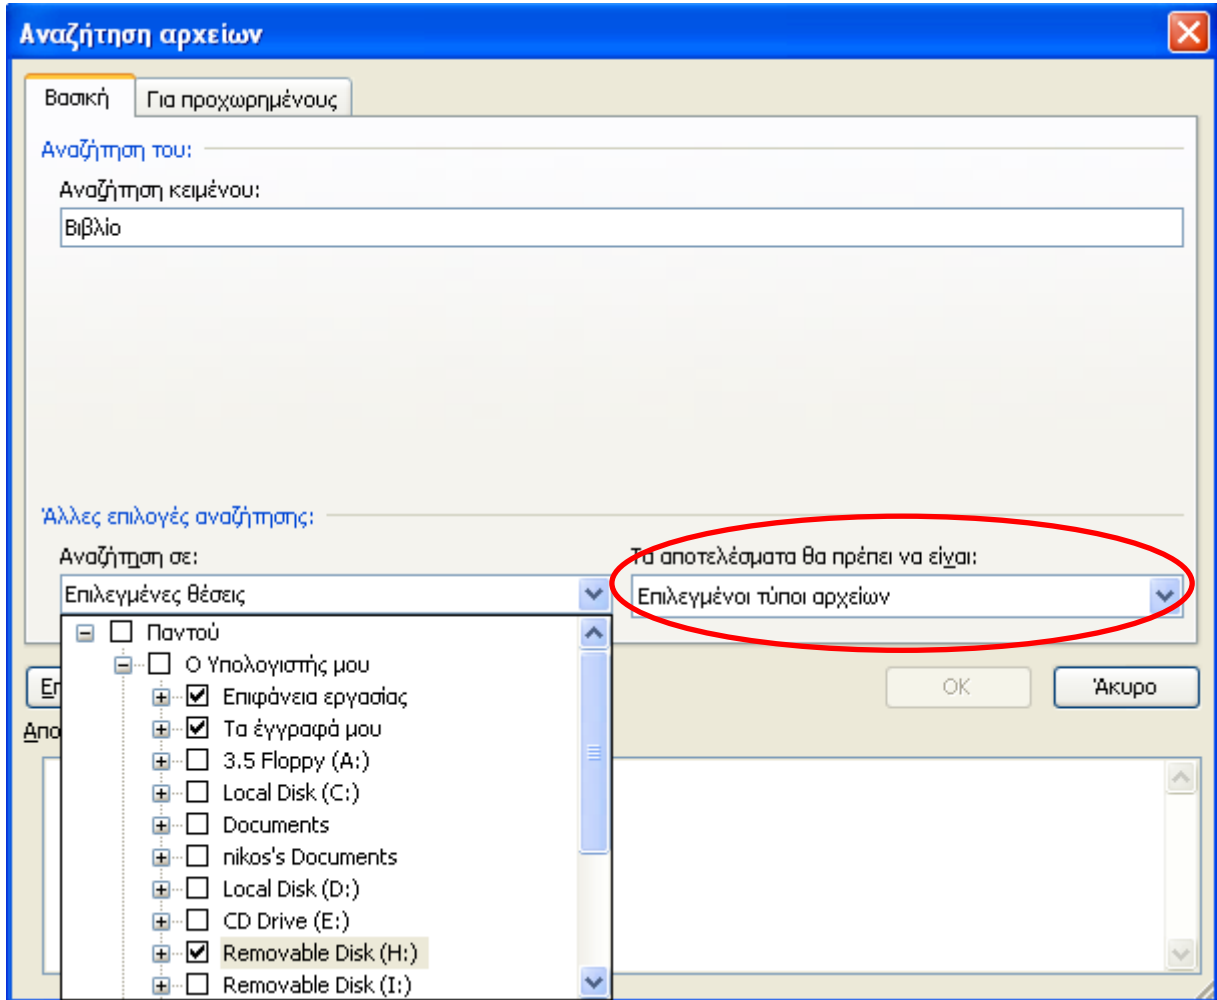 Αναζήτηση αρχείων
Βασική Για προχωρημένους
Αναζήτηση του:
Αναζήτηση κειμένου:
Βιβλίο
Άλλες επιλογές αναζήτησης:
Αναζήτηση σε: Τα αποτελέσματα θα πρέπει να είναι:
Επιλεγμένες θέσεις Επιλεγμένοι τύποι αρχείων
Παντού
Ο Υπολογιστής μου
OK Άκυρο
Επιφάνεια εργασίας
Τα έγγραφά μου
3.5 Floppy (A:)
Local Disk (C:)
Documents
nikos's Documents
Local Disk (D:)
CD Drive (E:)
Removable Disk (H:)
Removable Disk (I:)